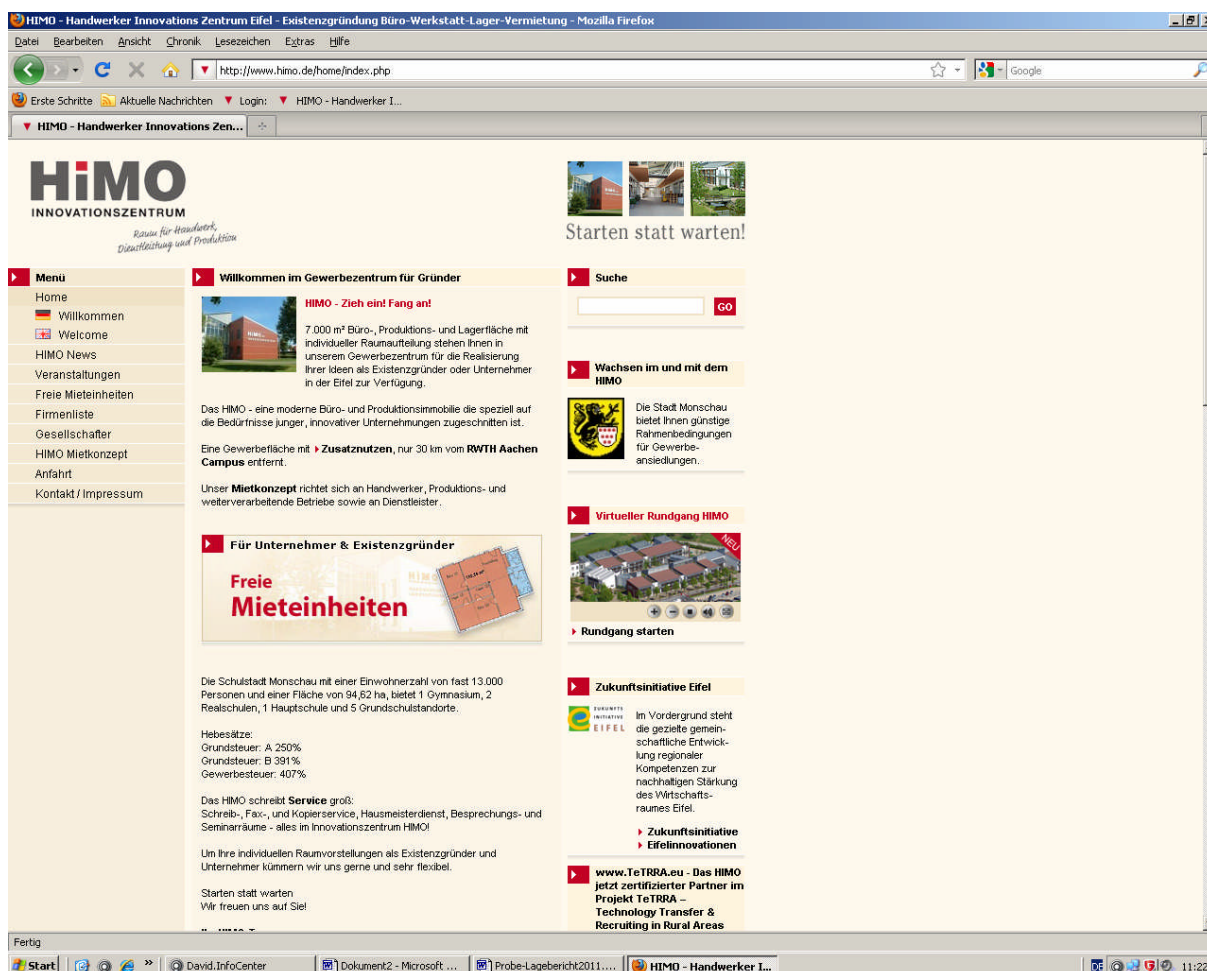 HIMO - Handwerker Innovations Zentrum Eifel - Existenzgründung Büro-Werkstatt-Lager-Vermietung - Mozilla Firefox
Datei Bearbeiten Ansicht Chronik Lesezeichen Extras Hilfe
http://www.himo.de/home/index.php
Google
Erste Schritte Aktuelle Nachrichten Login: HIMO - Handwerker I...
HIMO - Handwerker Innovations Zen...
HiMO
INNOVATIONSZENTRUM
Raum für Handwerk,
Dienstleistung und Produktion
Starten statt warten!
Menü
Home
Willkommen
Welcome
HIMO News
Veranstaltungen
Freie Mieteinheiten
Firmenliste
Gesellschafter
HIMO Mietkonzept
Anfahrt
Kontakt / Impressum
Willkommen im Gewerbezentrum für Gründer
HIMO - Zieh ein! Fang an!
7.000 m² Büro-, Produktions- und Lagerfläche mit
individueller Raumaufteilung stehen Ihnen in
unserem Gewerbezentrum für die Realisierung
Ihrer Ideen als Existenzgründer oder Unternehmer
in der Eifel zur Verfügung.
Das HIMO - eine moderne Büro- und Produktionsimmobilie die speziell auf
die Bedürfnisse junger, innovativer Unternehmungen zugeschnitten ist.
Eine Gewerbefläche mit Zusatznutzen, nur 30 km vom RWTH Aachen
Campus entfernt.
Unser Mietkonzept richtet sich an Handwerker, Produktions- und
weiterverarbeitende Betriebe sowie an Dienstleister.
Für Unternehmer & Existenzgründer
Freie
Mieteinheiten
Die Schulstadt Monschau mit einer Einwohnerzahl von fast 13.000
Personen und einer Fläche von 94,62 ha, bietet 1 Gymnasium, 2
Realschulen, 1 Hauptschule und 5 Grundschulstandorte.
Hebesätze:
Grundsteuer: A 250%
Grundsteuer: B 391%
Gewerbesteuer: 407%
Das HIMO schreibt Service groß:
Schreib-, Fax-, und Kopierservice, Hausmeisterdienst, Besprechungs- und
Seminarräume - alles im Innovationszentrum HIMO!
Um Ihre individuellen Raumvorstellungen als Existenzgründer und
Unternehmer kümmern wir uns gerne und sehr flexibel.
Starten statt warten
Wir freuen uns auf Sie!
Suche
GO
Wachsen im und mit dem
HIMO
Die Stadt Monschau
bietet Ihnen günstige
Rahmenbedingungen
für Gewerbe-
ansiedlungen.
Virtueller Rundgang HIMO
NEU
Rundgang starten
Zukunftsinitiative Eifel
ZUKUNFTS
INITIATIVE
EIFEL
Im Vordergrund steht
die gezielte gemein-
schaftliche Entwick-
lung regionaler
Kompetenzen zur
nachhaltigen Stärkung
des Wirtschafts-
raumes Eifel.
Zukunftsinitiative
Eifelinnovationen
www.TeTRRA.eu - Das HIMO
jetzt zertifizierter Partner im
Projekt TeTRRA –
Technology Transfer &
Recruiting in Rural Areas
Fertig
Start David.InfoCenter Dokument2 - Microsoft ... Probe-Lagebericht2011.... HIMO - Handwerker I... DE 11:22